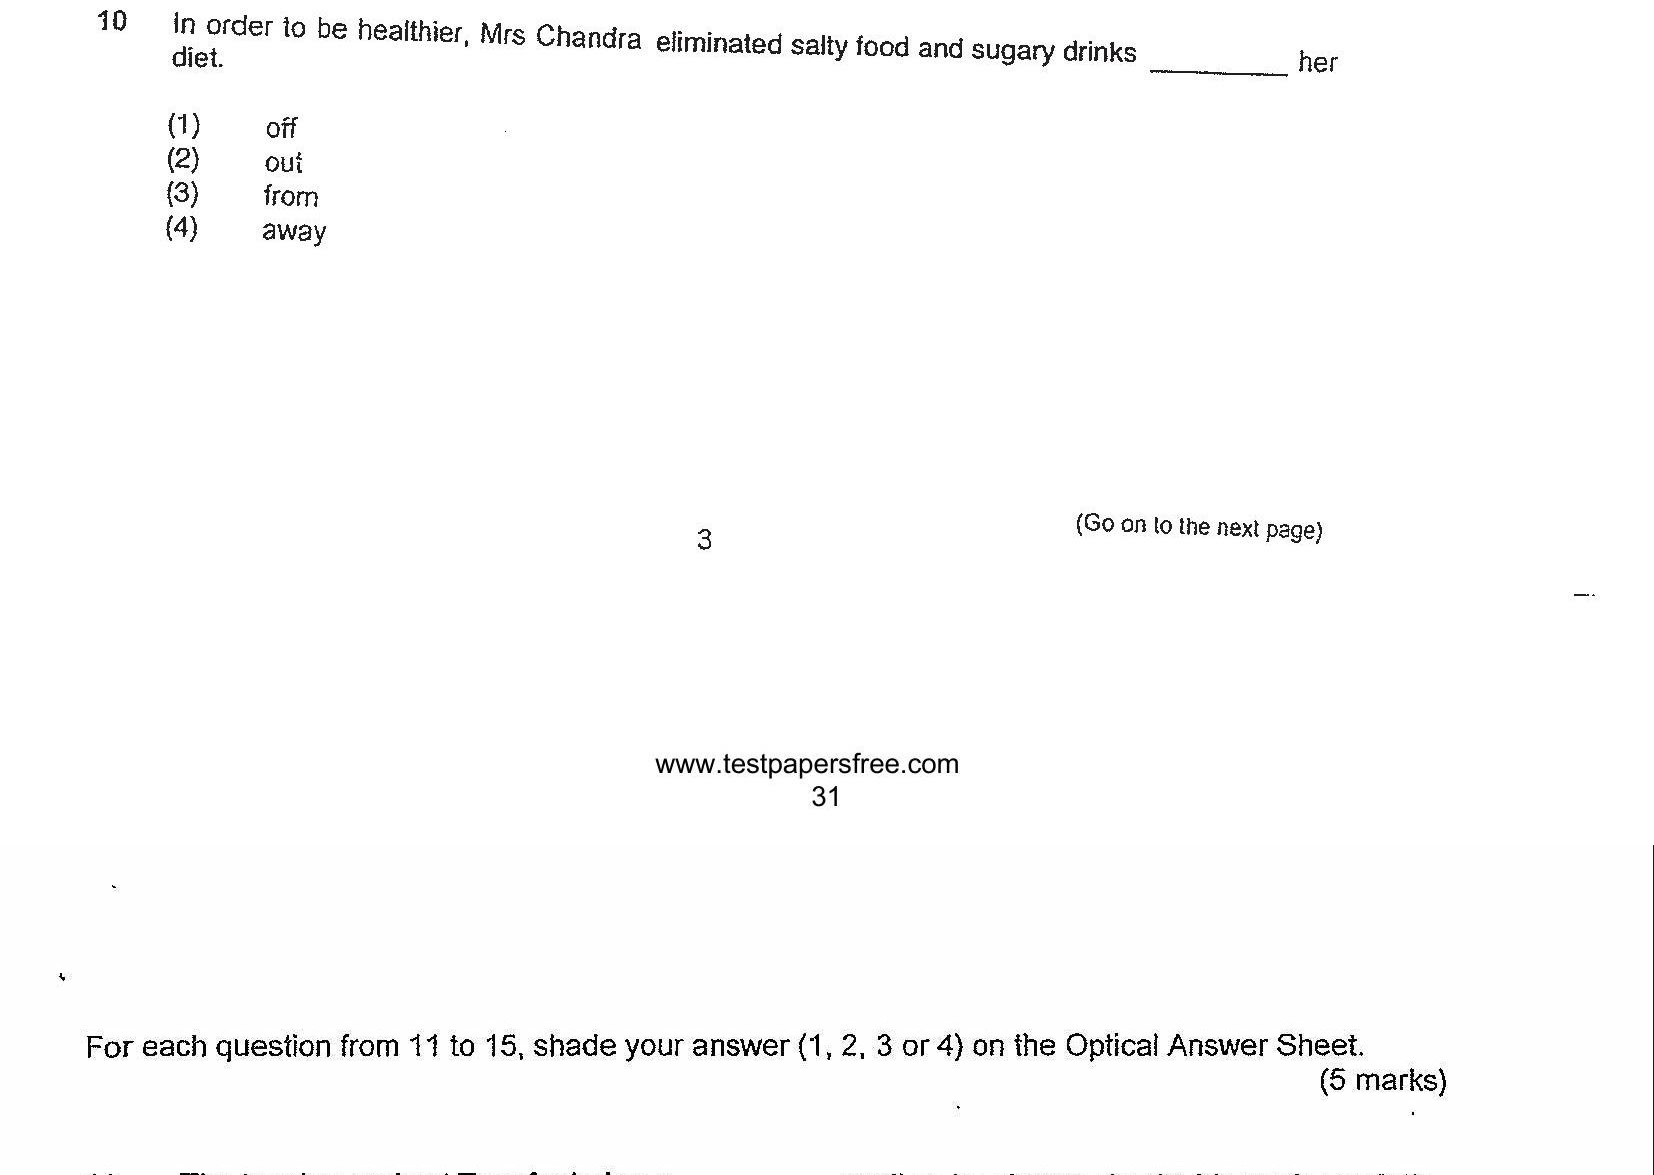 10 In order to be healthier, Mrs Chandra eliminated salty food and sugary drinks __________ her
diet.
(1) off
(2) out
(3) from
(4) away
3
(Go on to the next page)
www.testpapersfree.com
31
For each question from 11 to 15, shade your answer (1, 2, 3 or 4) on the Optical Answer Sheet.
(5 marks)